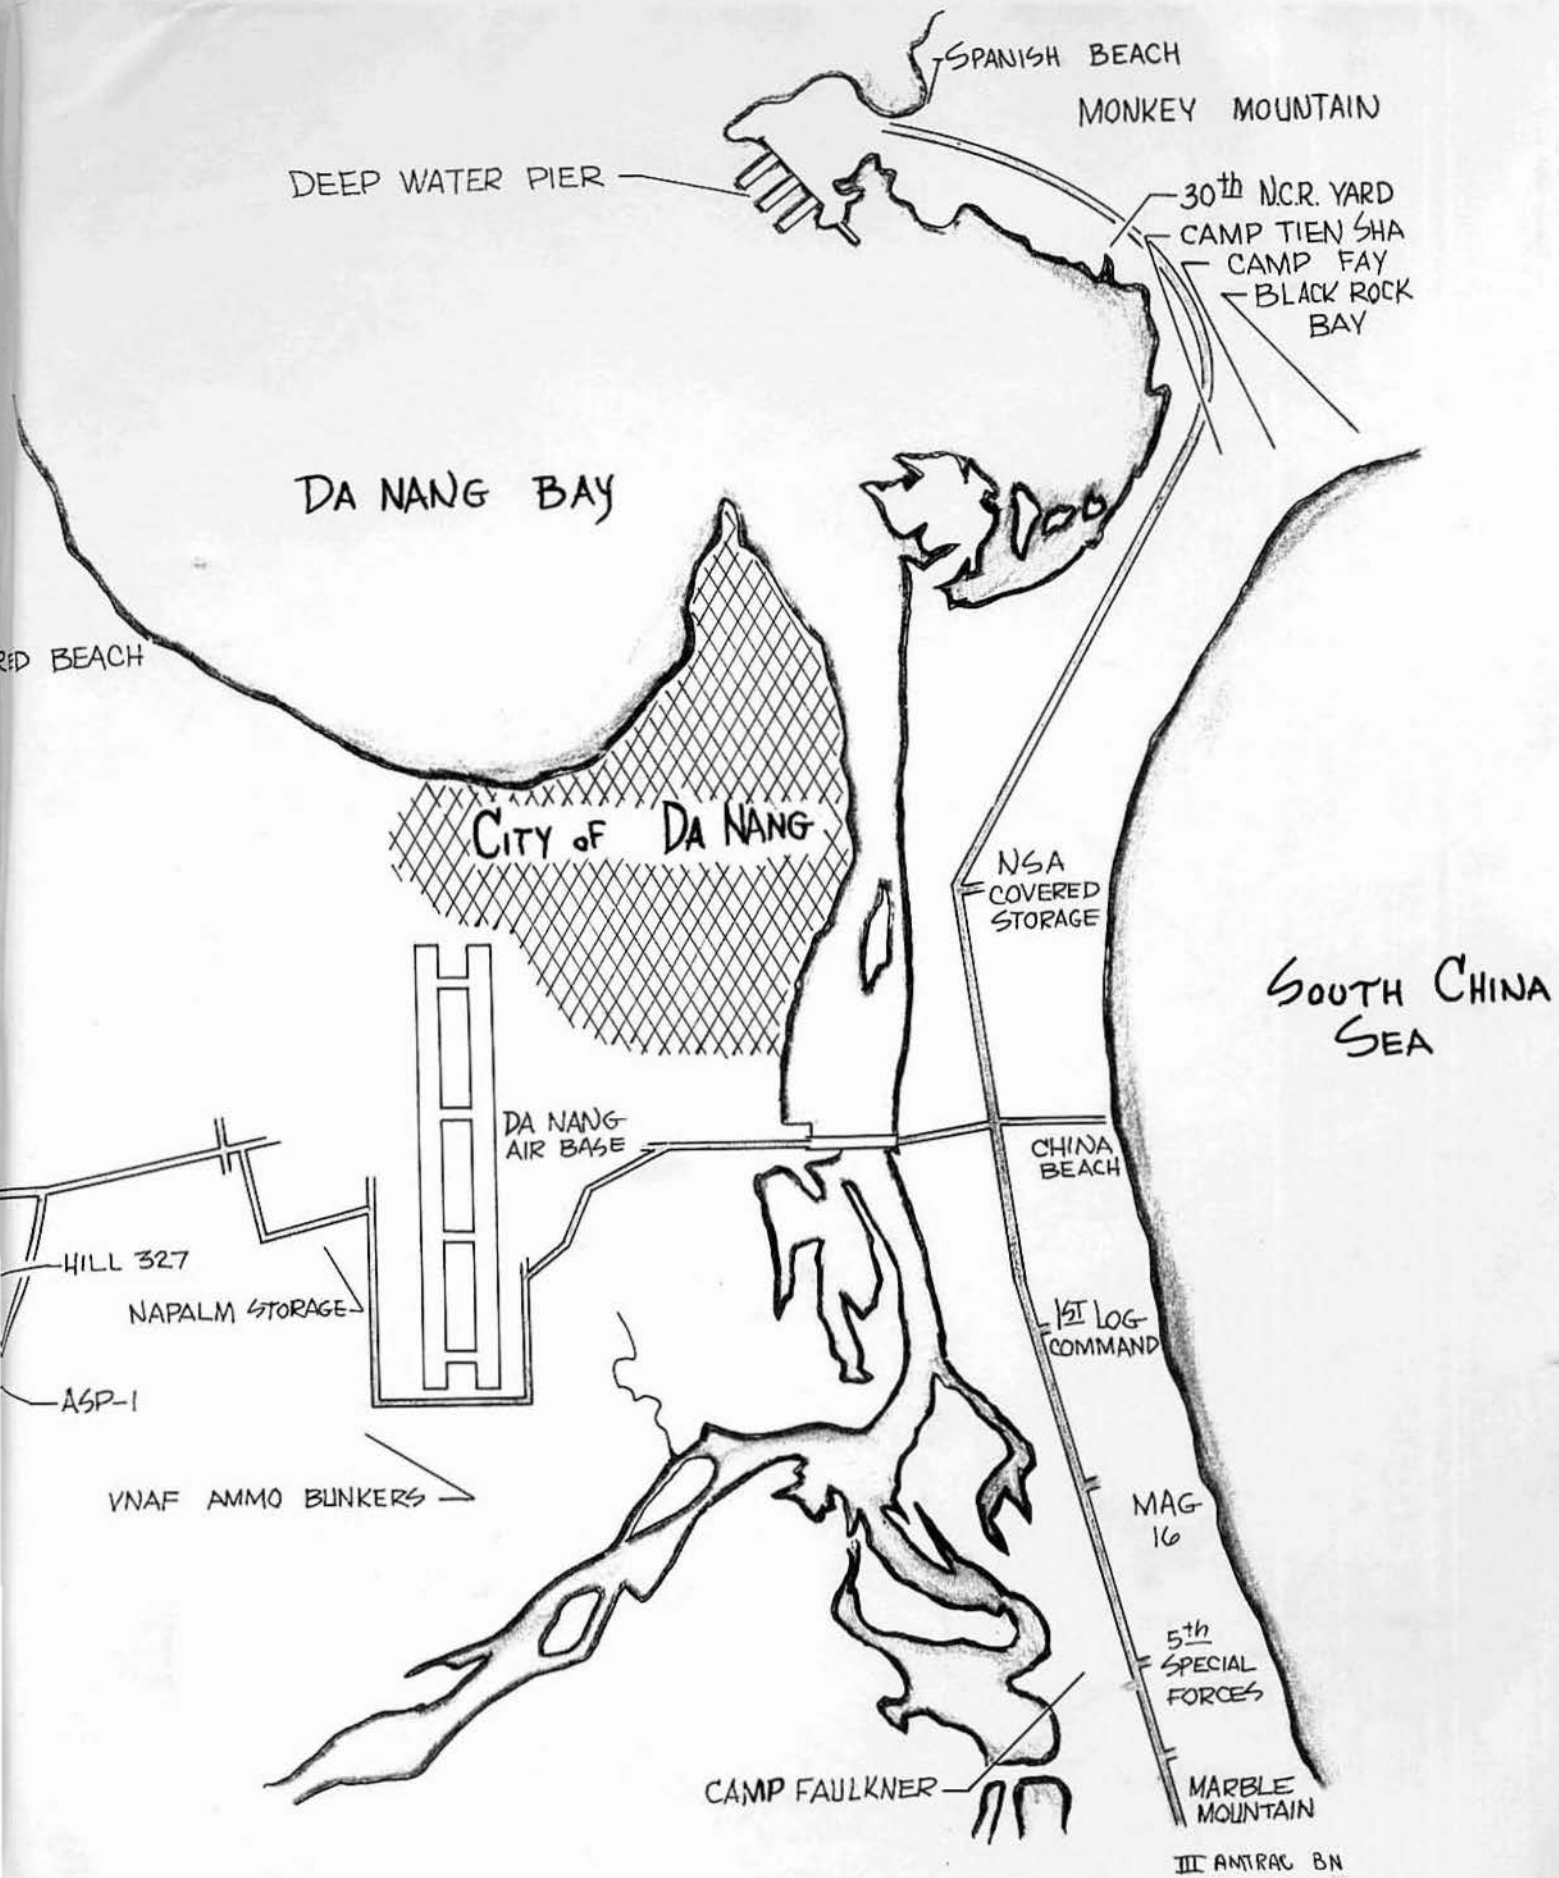 SPANISH BEACH
MONKEY MOUNTAIN
DEEP WATER PIER
30th N.C.R. YARD
CAMP TIEN SHA
CAMP FAY
BLACK ROCK
BAY
DA NANG BAY
RED BEACH
CITY OF DA NANG
NSA
COVERED
STORAGE
SOUTH CHINA
SEA
DA NANG
AIR BASE
CHINA
BEACH
HILL 327
NAPALM STORAGE
1ST LOG
COMMAND
ASP-1
VNAF AMMO BUNKERS
MAG
16
5th
SPECIAL
FORCES
CAMP FAULKNER
MARBLE
MOUNTAIN
III AMTRAC BN